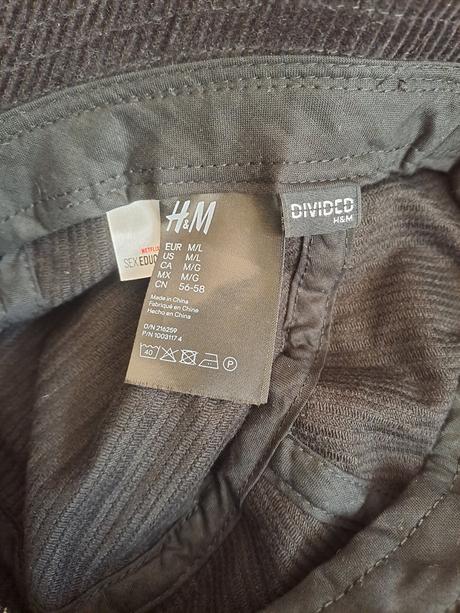 H&M
EUR M/L
US M/L
CA M/G
MX M/G
CN 56-58
Made in China
Fabriqué en Chine
Hecho en China
O/N 216259
P/N 1003117 4
40
P
DIVIDED
H&M
NETFLIX
SEX EDUC